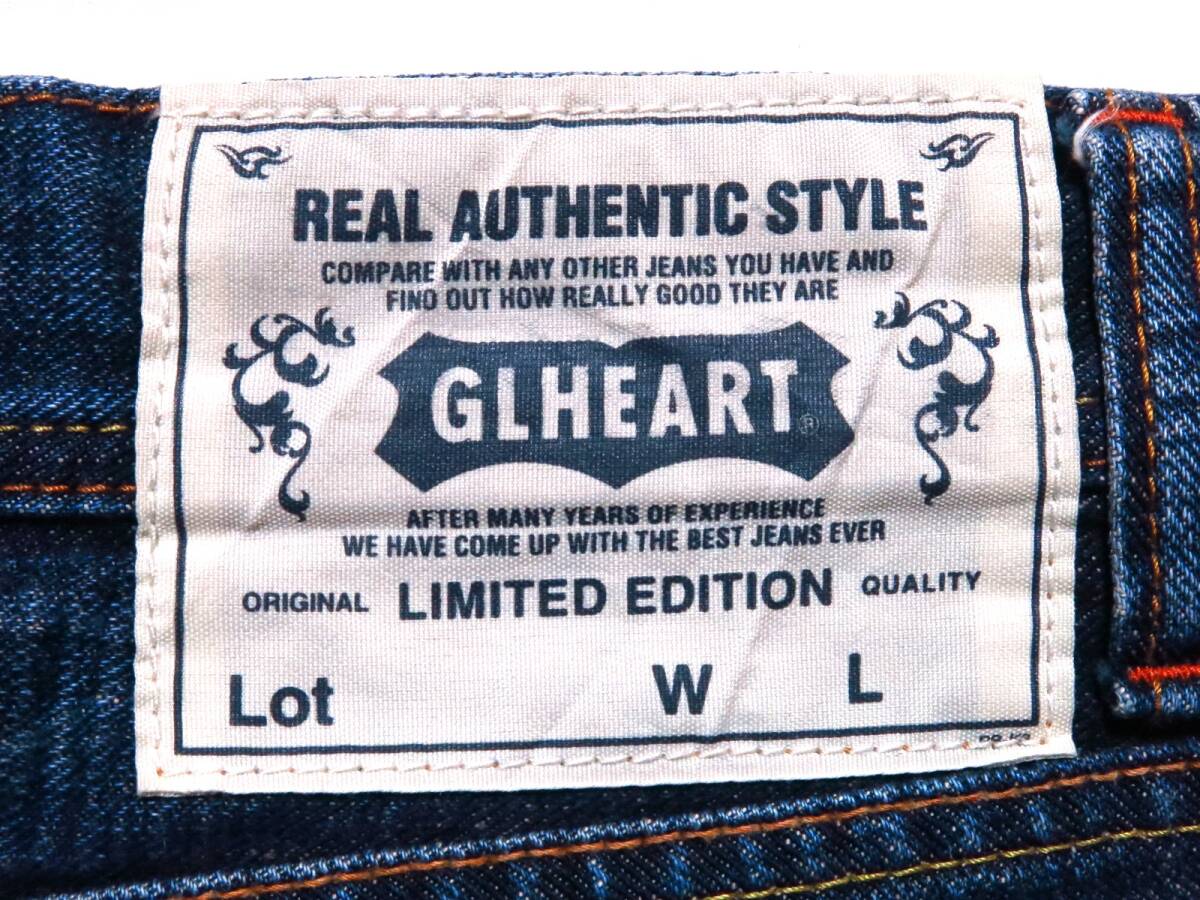 REAL AUTHENTIC STYLE
COMPARE WITH ANY OTHER JEANS YOU HAVE AND
FIND OUT HOW REALLY GOOD THEY ARE
GLHEART®
AFTER MANY YEARS OF EXPERIENCE
WE HAVE COME UP WITH THE BEST JEANS EVER
ORIGINAL LIMITED EDITION QUALITY
Lot W L